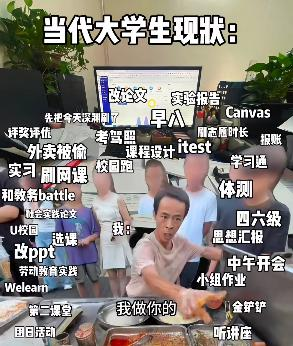 当代大学生现状：
改论文
实验报告
先把今天深渊刷了
早八
Canvas
评奖评优
考驾照
刷志愿时长
外卖被偷
课程设计
itest
报账
实习
刷网课
校园跑
学习通
和教务battle
体测
社会实践论文
四六级
U校园
选课
我：
思想汇报
改ppt
中午开会
劳动教育实践
小组作业
Welearn
第二课堂
我做你的
金铲铲
团日活动
听讲座